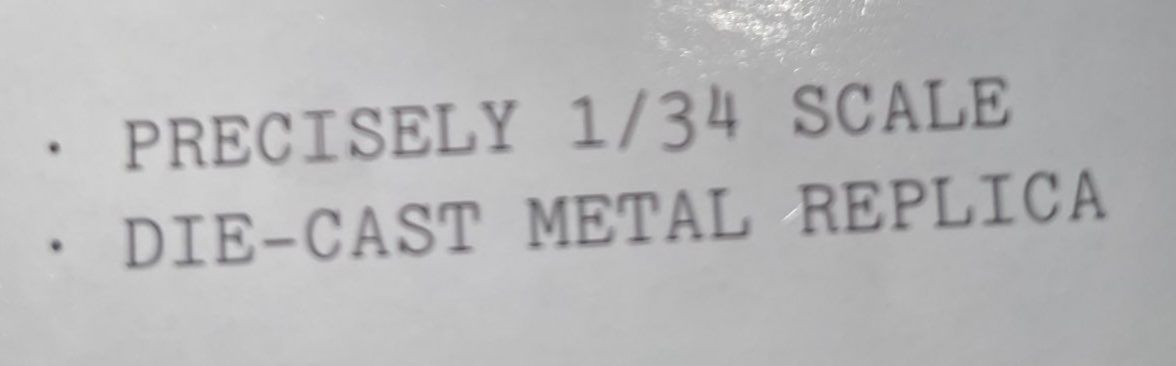 · PRECISELY 1/34 SCALE
· DIE-CAST METAL REPLICA